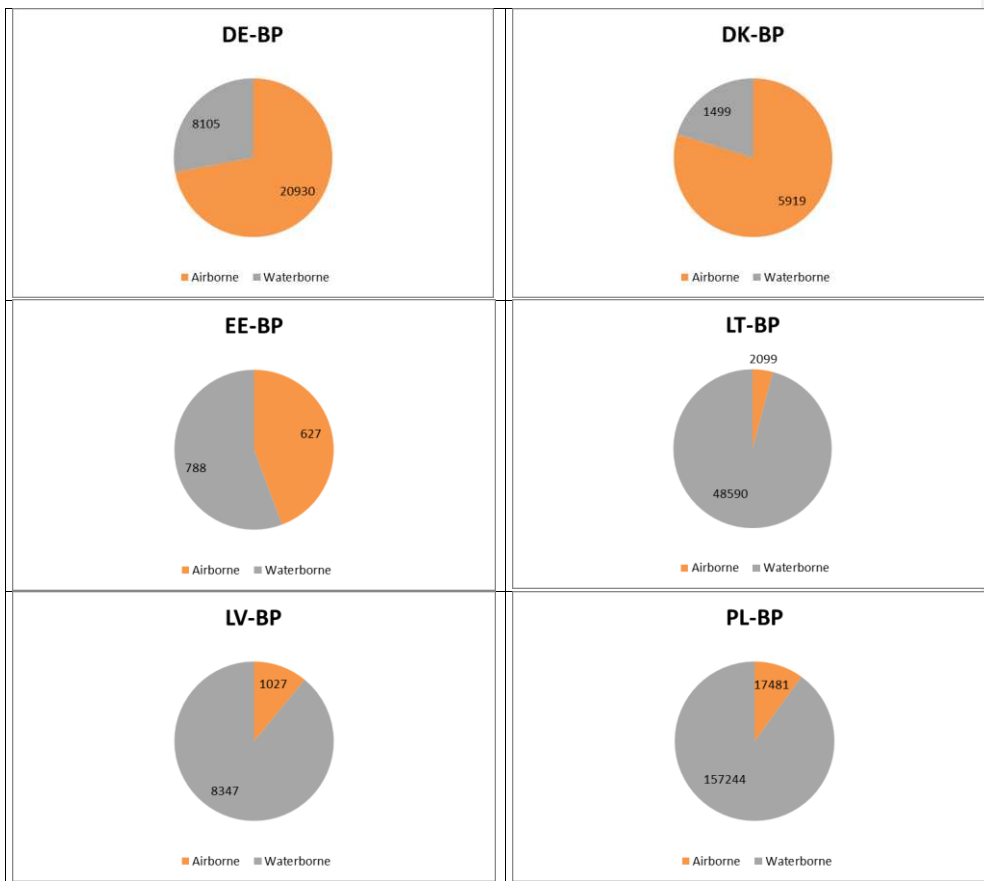 DE-BP
8105
20930
Airborne Waterborne
DK-BP
1499
5919
Airborne Waterborne
EE-BP
627
788
Airborne Waterborne
LT-BP
2099
48590
Airborne Waterborne
LV-BP
1027
8347
Airborne Waterborne
PL-BP
17481
157244
Airborne Waterborne